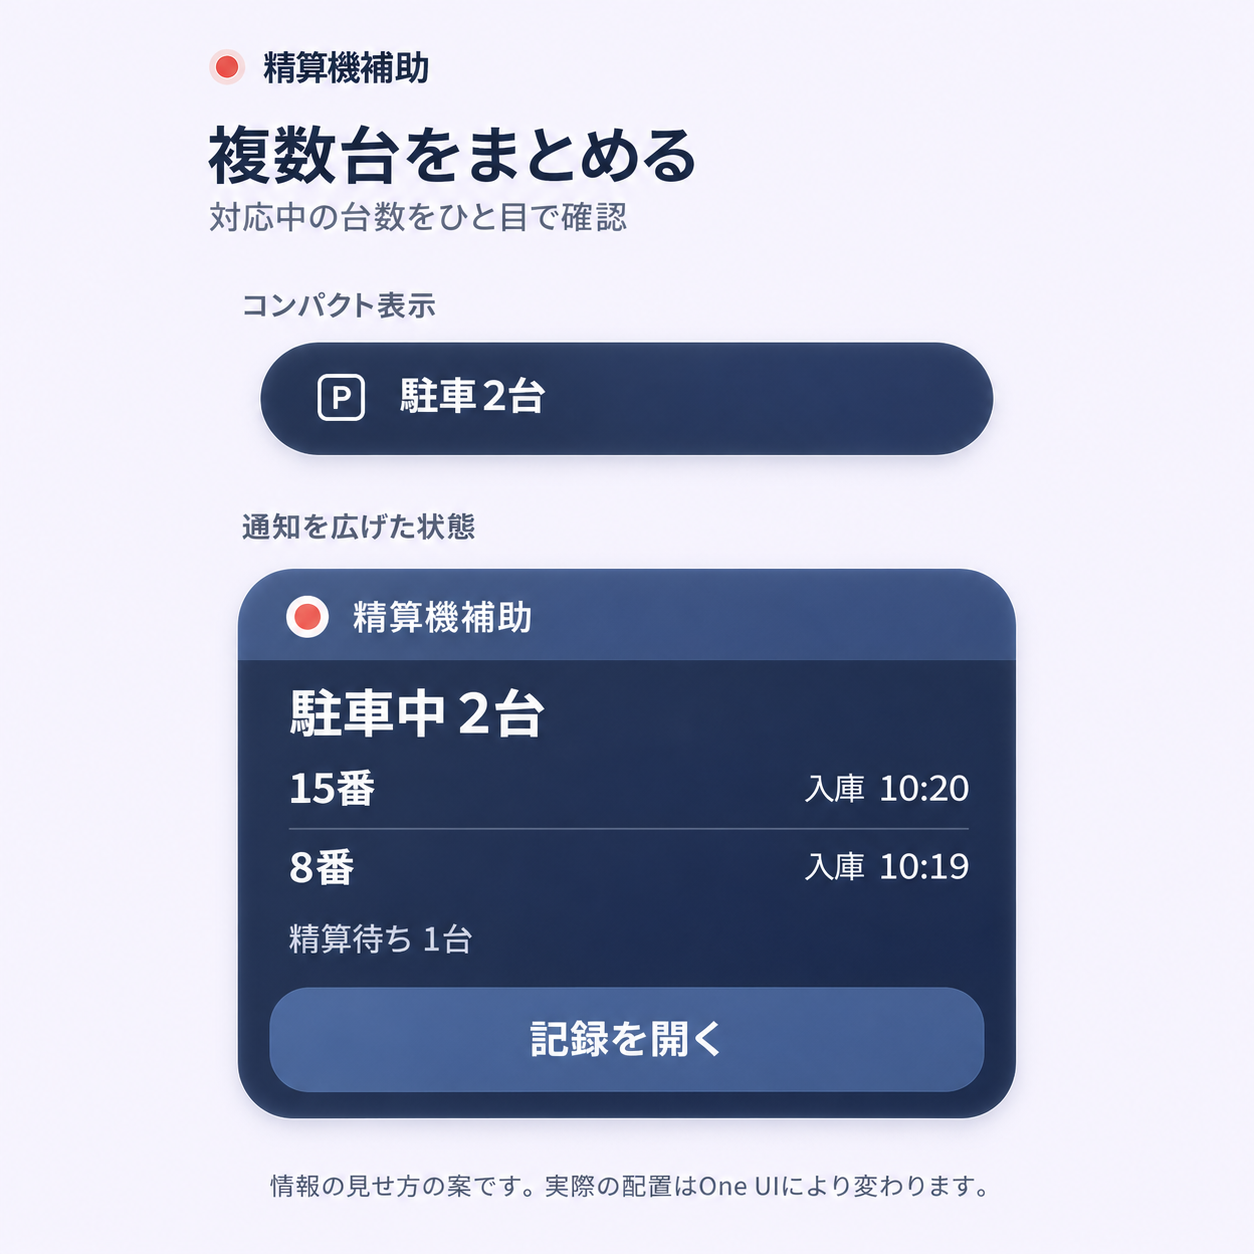 精算機補助
複数台をまとめる
対応中の台数をひと目で確認
コンパクト表示
P 駐車 2台
通知を広げた状態
精算機補助
駐車中 2台
15番 入庫 10:20
8番 入庫 10:19
精算待ち 1台
記録を開く
情報の見せ方の案です。実際の配置はOne UIにより変わります。